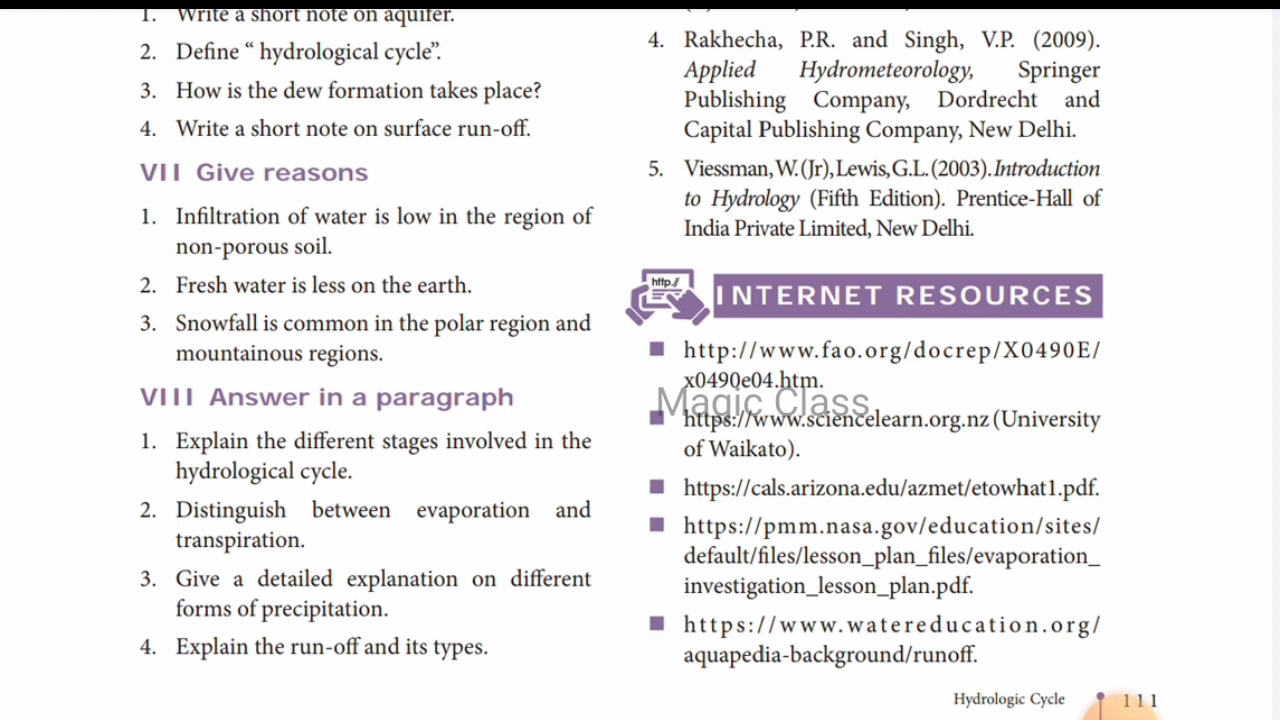 1. Write a short note on aquifer.
2. Define “ hydrological cycle”.
3. How is the dew formation takes place?
4. Write a short note on surface run-off.
VII Give reasons
1. Infiltration of water is low in the region of
non-porous soil.
2. Fresh water is less on the earth.
3. Snowfall is common in the polar region and
mountainous regions.
VIII Answer in a paragraph
1. Explain the different stages involved in the
hydrological cycle.
2. Distinguish between evaporation and
transpiration.
3. Give a detailed explanation on different
forms of precipitation.
4. Explain the run-off and its types.
4. Rakhecha, P.R. and Singh, V.P. (2009).
Applied Hydrometeorology, Springer
Publishing Company, Dordrecht and
Capital Publishing Company, New Delhi.
5. Viessman, W. (Jr), Lewis, G.L. (2003). Introduction
to Hydrology (Fifth Edition). Prentice-Hall of
India Private Limited, New Delhi.
http://
INTERNET RESOURCES
■ http://www.fao.org/docrep/X0490E/
x0490e04.htm.
Magic Class
■ https://www.sciencelearn.org.nz (University
of Waikato).
■ https://cals.arizona.edu/azmet/etowhat1.pdf.
■ https://pmm.nasa.gov/education/sites/
default/files/lesson_plan_files/evaporation_
investigation_lesson_plan.pdf.
■ https://www.watereducation.org/
aquapedia-background/runoff.
Hydrologic Cycle 111